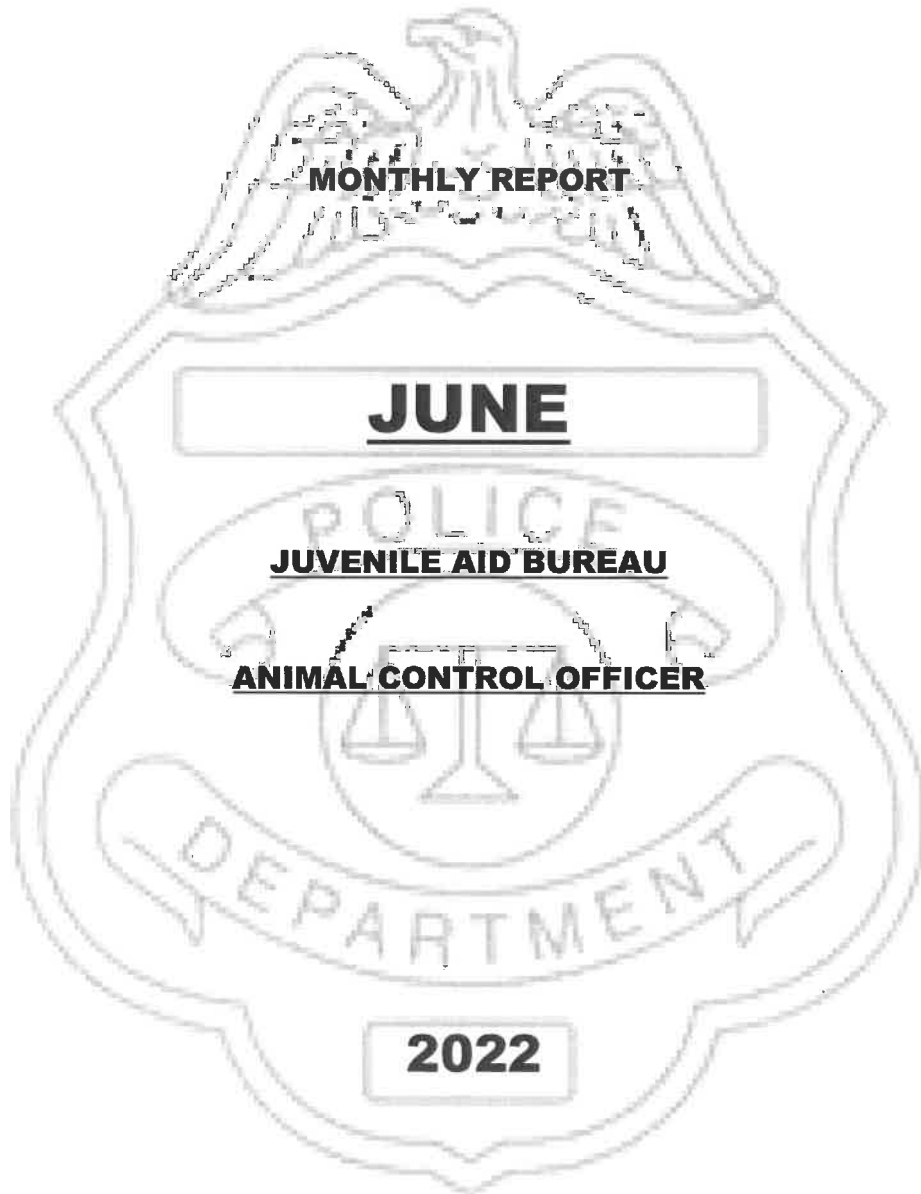 MONTHLY REPORT
JUNE
POLICE
JUVENILE AID BUREAU
ANIMAL CONTROL OFFICER
DEPARTMENT
2022